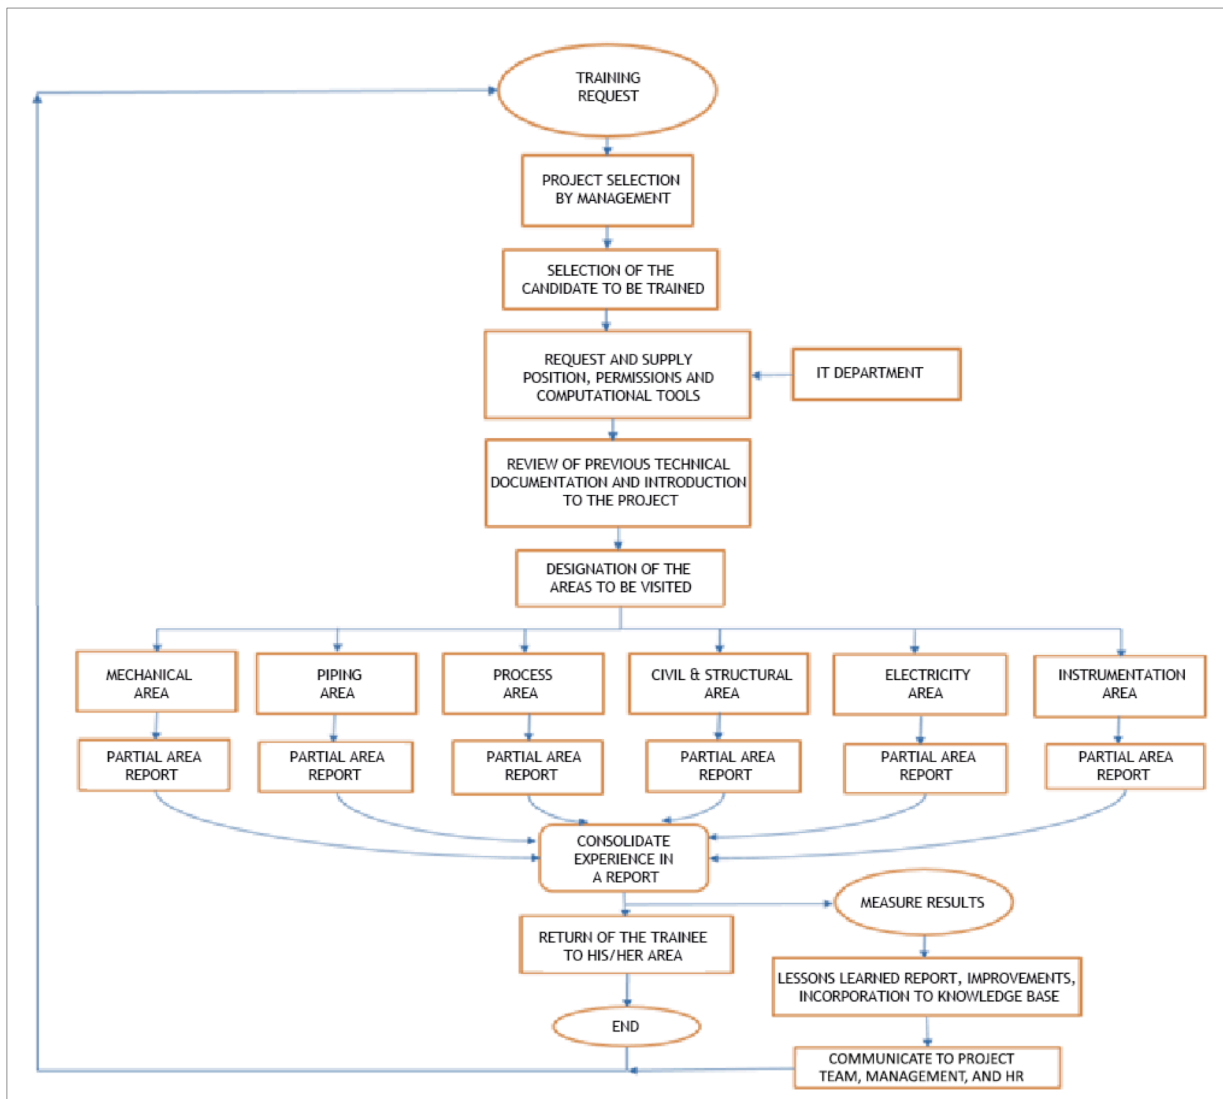 TRAINING
REQUEST
PROJECT SELECTION
BY MANAGEMENT
SELECTION OF THE
CANDIDATE TO BE TRAINED
REQUEST AND SUPPLY
POSITION, PERMISSIONS AND
COMPUTATIONAL TOOLS
IT DEPARTMENT
REVIEW OF PREVIOUS TECHNICAL
DOCUMENTATION AND INTRODUCTION
TO THE PROJECT
DESIGNATION OF THE
AREAS TO BE VISITED
MECHANICAL
AREA
PIPING
AREA
PROCESS
AREA
CIVIL & STRUCTURAL
AREA
ELECTRICITY
AREA
INSTRUMENTATION
AREA
PARTIAL AREA
REPORT
PARTIAL AREA
REPORT
PARTIAL AREA
REPORT
PARTIAL AREA
REPORT
PARTIAL AREA
REPORT
PARTIAL AREA
REPORT
CONSOLIDATE
EXPERIENCE IN
A REPORT
MEASURE RESULTS
RETURN OF THE TRAINEE
TO HIS/HER AREA
LESSONS LEARNED REPORT, IMPROVEMENTS,
INCORPORATION TO KNOWLEDGE BASE
END
COMMUNICATE TO PROJECT
TEAM, MANAGEMENT, AND HR